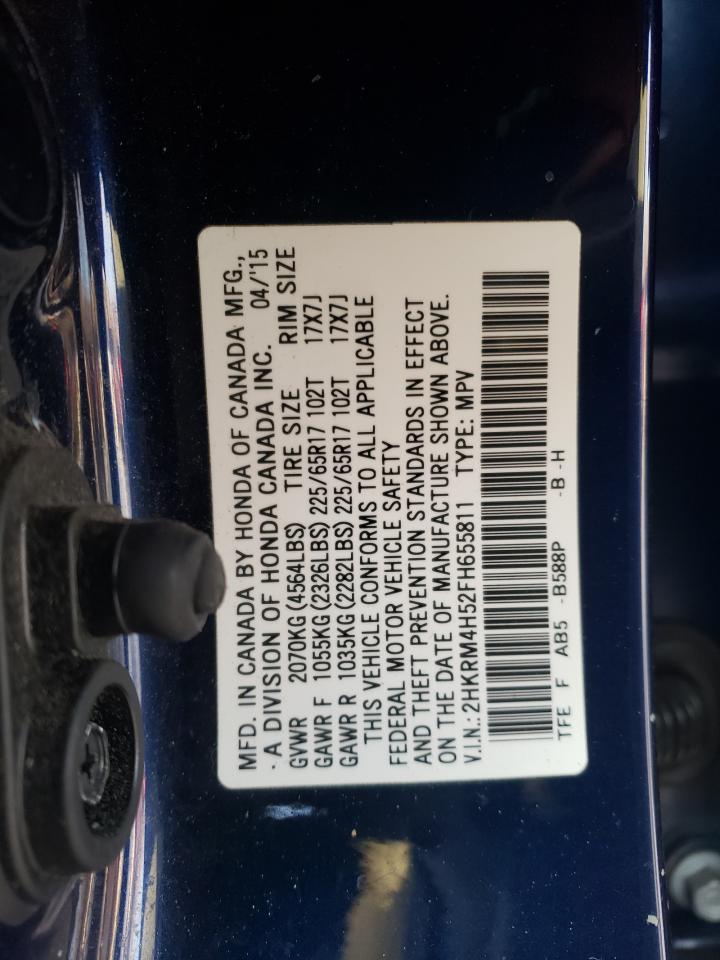 MFD. IN CANADA BY HONDA OF CANADA MFG.,
· A DIVISION OF HONDA CANADA INC. 04/'15
GVWR 2070KG(4564LBS) TIRE SIZE RIM SIZE
GAWR F 1055KG(2326LBS) 225/65R17 102T 17X7J
GAWR R 1035KG(2282LBS) 225/65R17 102T 17X7J
THIS VEHICLE CONFORMS TO ALL APPLICABLE
FEDERAL MOTOR VEHICLE SAFETY
AND THEFT PREVENTION STANDARDS IN EFFECT
ON THE DATE OF MANUFACTURE SHOWN ABOVE.
V.I.N.: 2HKRM4H52FH655811 TYPE: MPV
TFE F AB5 -B588P -B -H